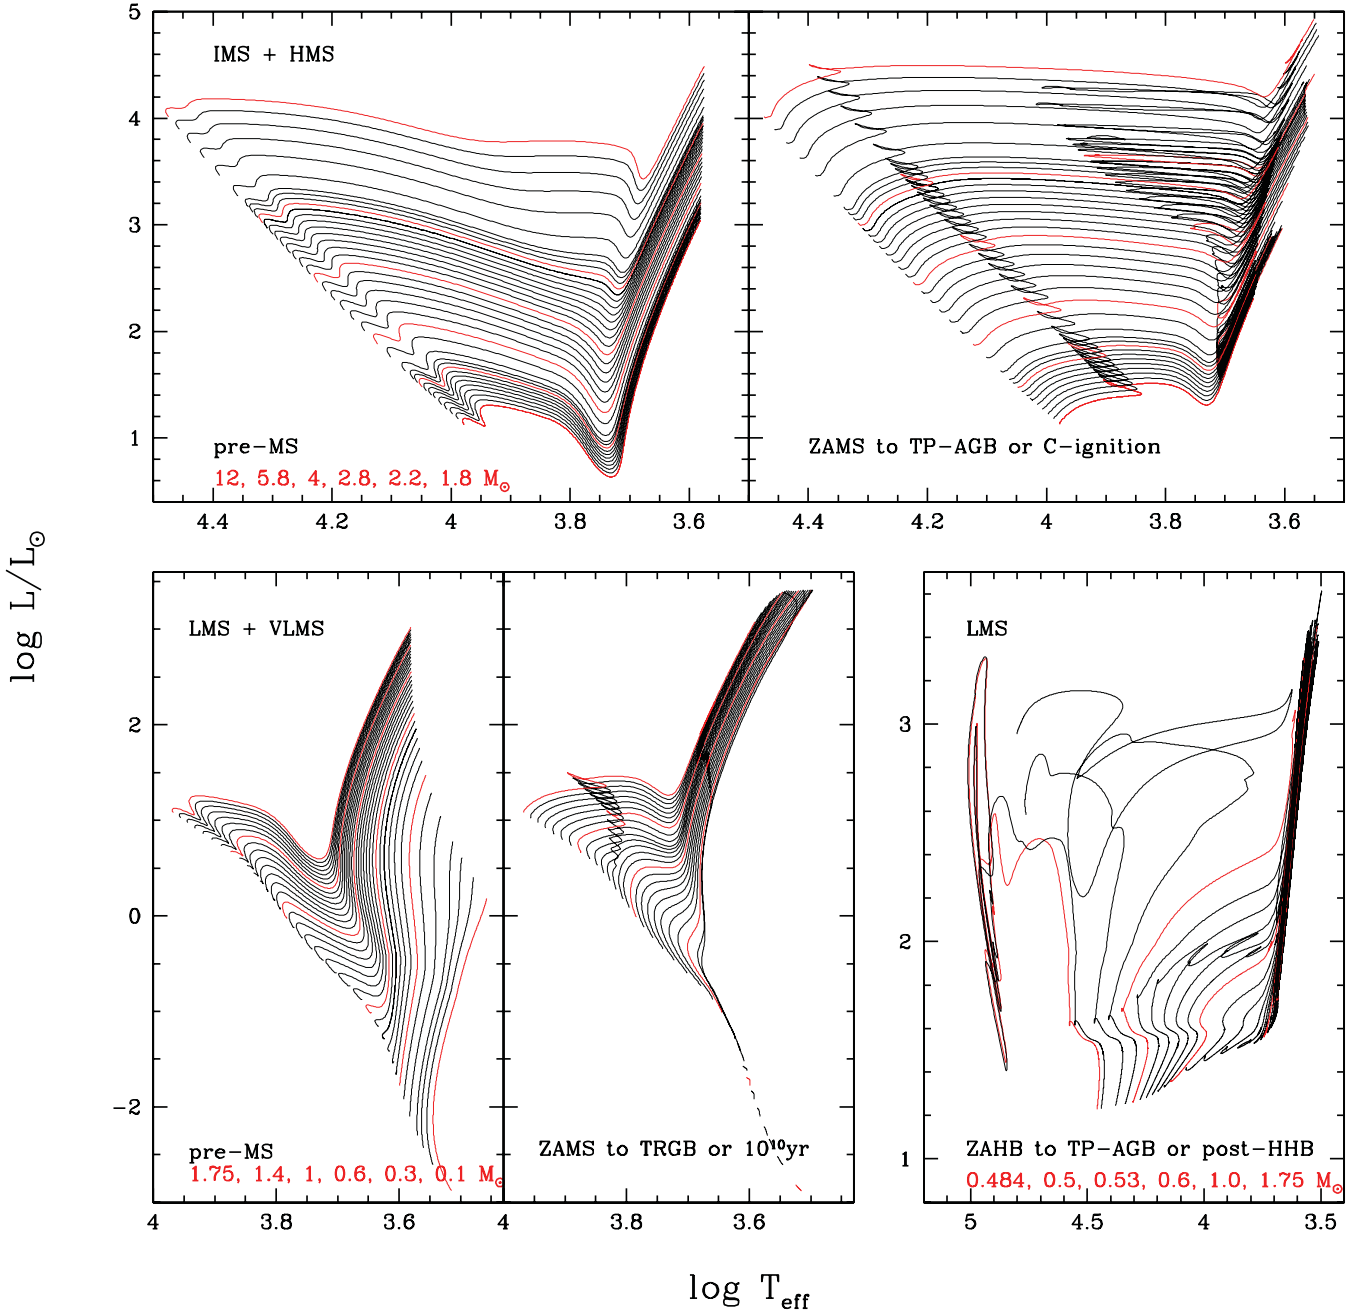 IMS + HMS
pre-MS
12, 5.8, 4, 2.8, 2.2, 1.8 M⊙
5
4
3
2
1
4.4 4.2 4 3.8 3.6
ZAMS to TP-AGB or C-ignition
4.4 4.2 4 3.8 3.6
log L/L⊙
LMS + VLMS
pre-MS
1.75, 1.4, 1, 0.6, 0.3, 0.1 M⊙
2
0
-2
4 3.8 3.6 4
ZAMS to TRGB or 10¹⁰yr
3.8 3.6
LMS
ZAHB to TP-AGB or post-HHB
0.484, 0.5, 0.53, 0.6, 1.0, 1.75 M⊙
3
2
1
5 4.5 4 3.5
log T_eff